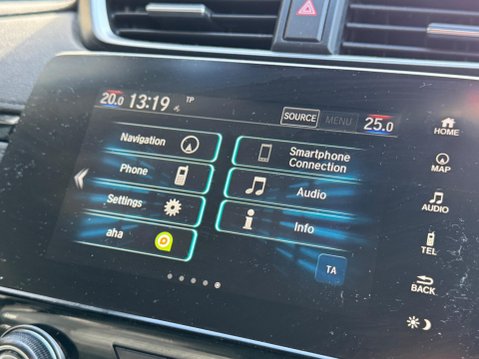 20.0 13:19 TP
SOURCE MENU 25.0
HOME
Navigation
Smartphone
Connection
MAP
Phone
Audio
AUDIO
Settings
Info
TEL
aha
TA
BACK